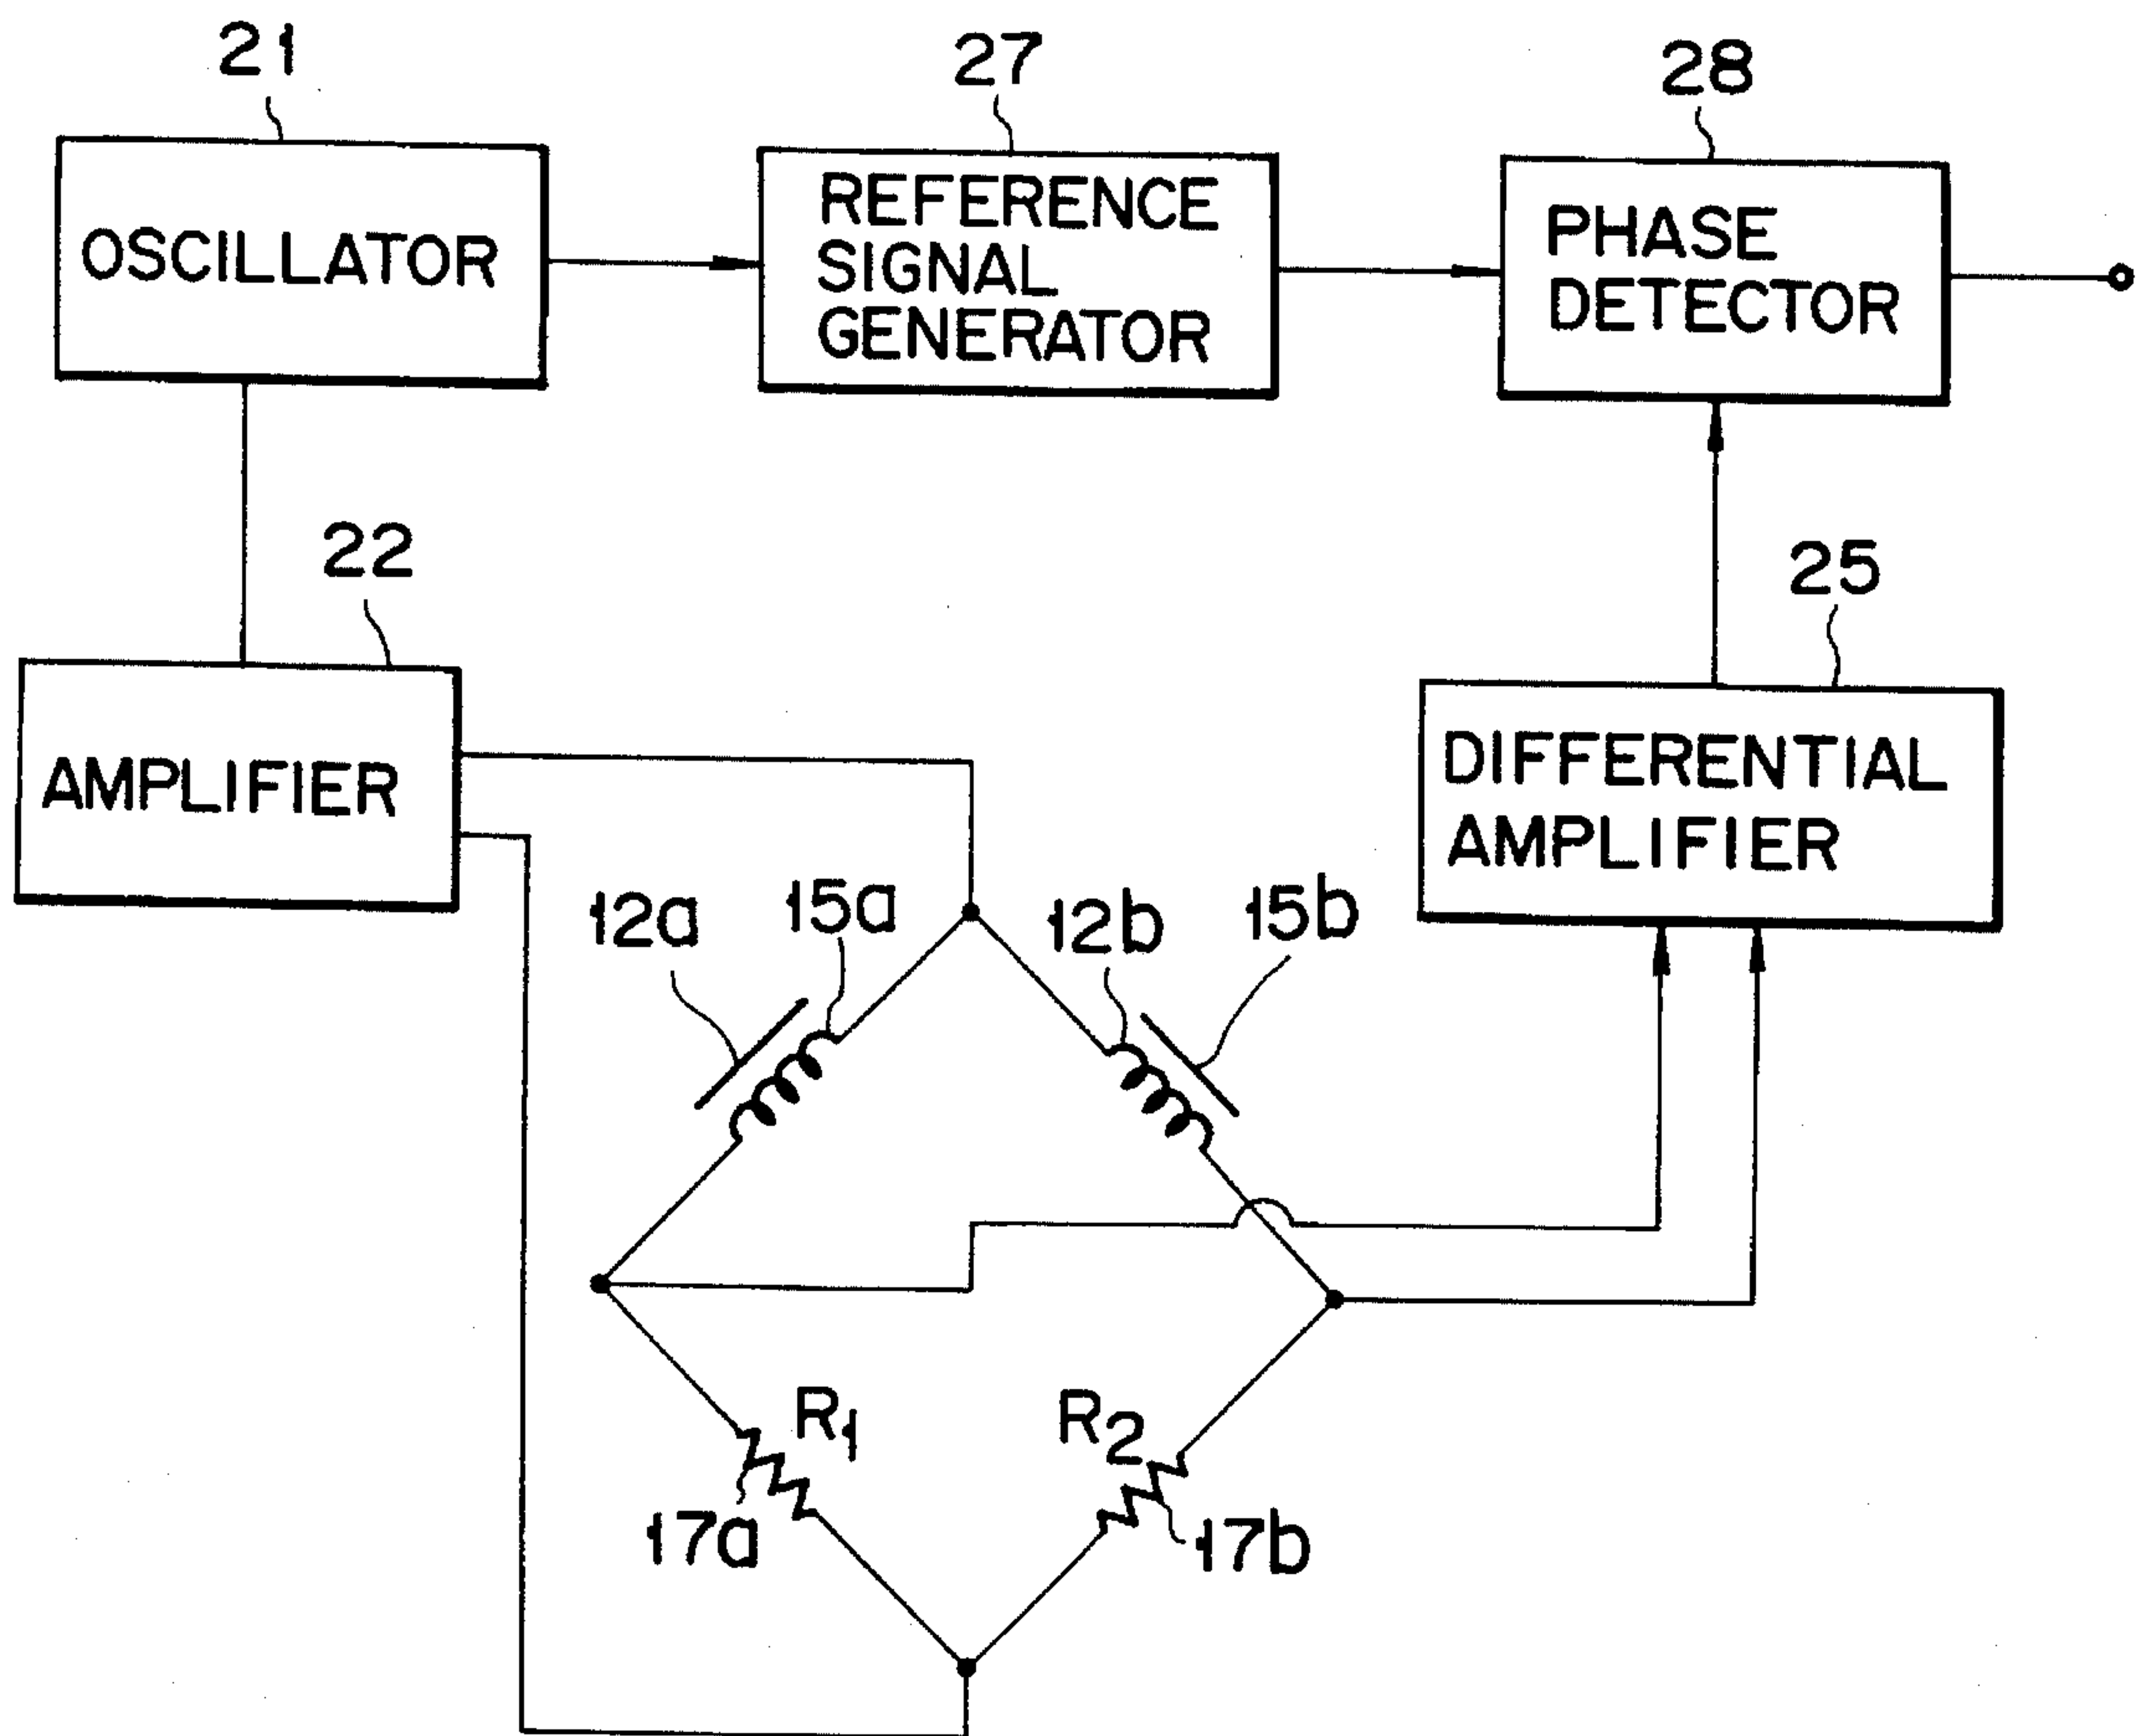 21
27
28
OSCILLATOR
REFERENCE
SIGNAL
GENERATOR
PHASE
DETECTOR
22
25
AMPLIFIER
DIFFERENTIAL
AMPLIFIER
12a
15a
12b
15b
R1
R2
17a
17b